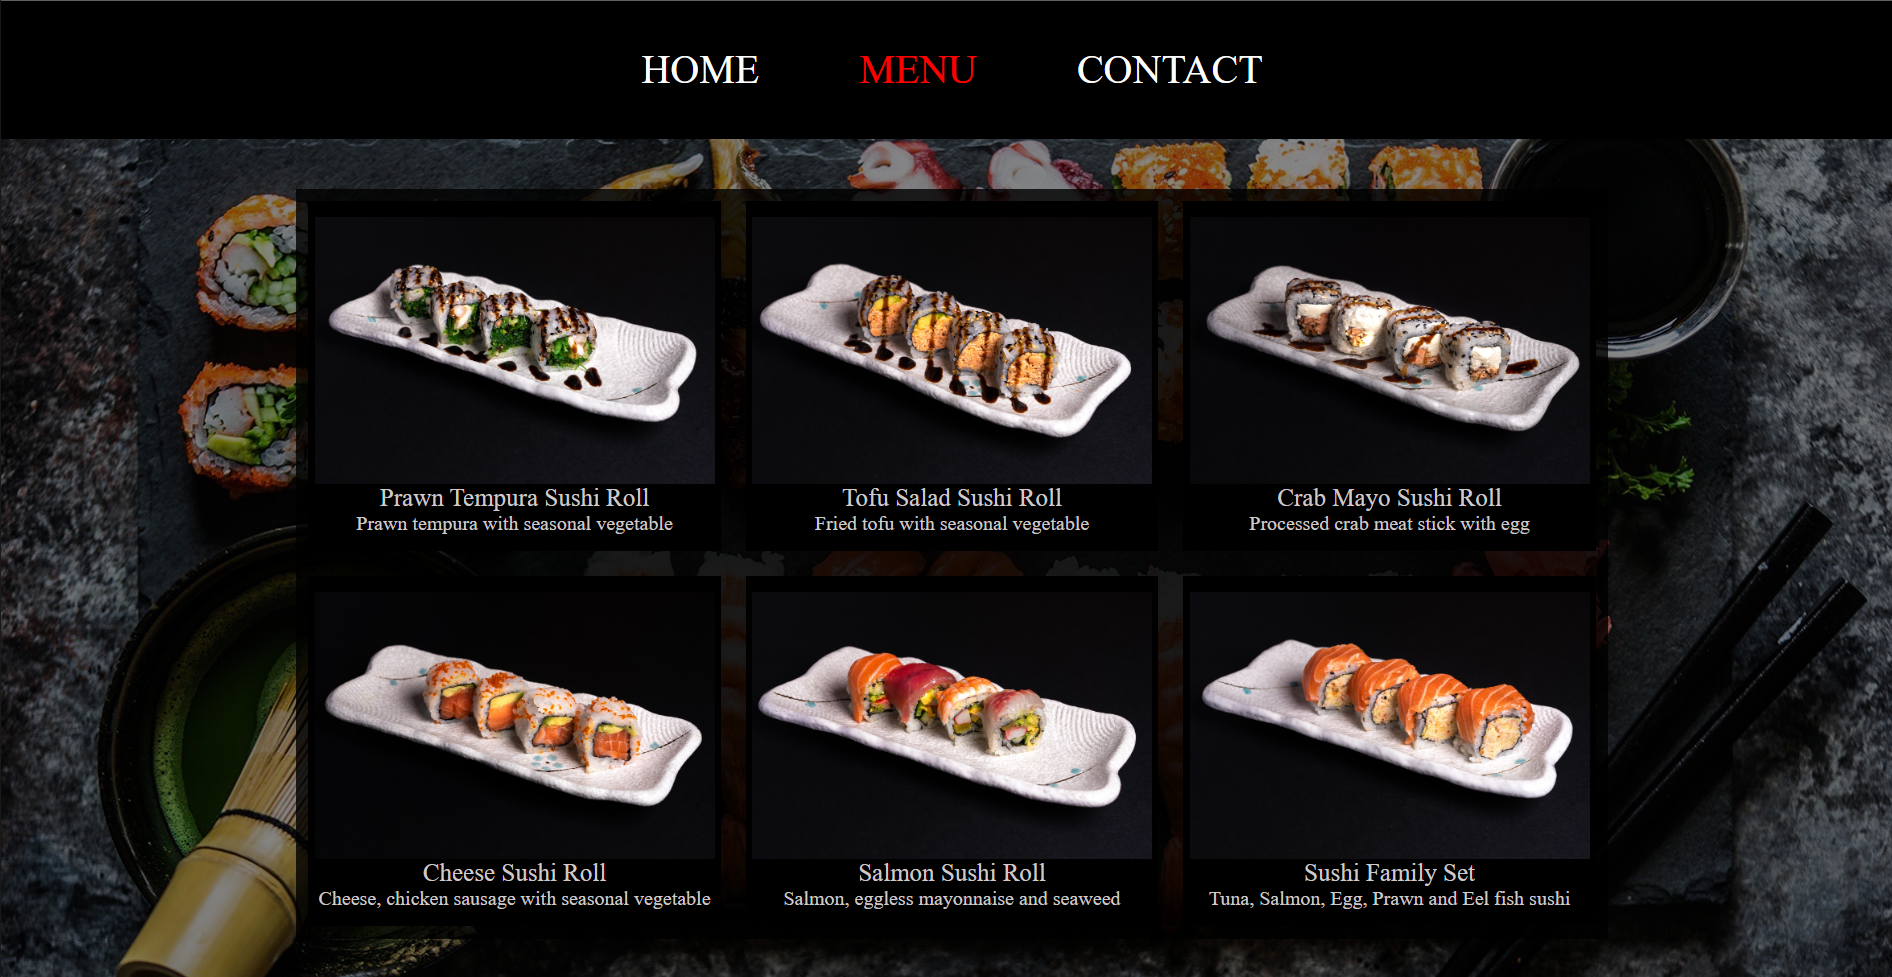 HOME MENU CONTACT
Prawn Tempura Sushi Roll
Prawn tempura with seasonal vegetable
Tofu Salad Sushi Roll
Fried tofu with seasonal vegetable
Crab Mayo Sushi Roll
Processed crab meat stick with egg
Cheese Sushi Roll
Cheese, chicken sausage with seasonal vegetable
Salmon Sushi Roll
Salmon, eggless mayonnaise and seaweed
Sushi Family Set
Tuna, Salmon, Egg, Prawn and Eel fish sushi